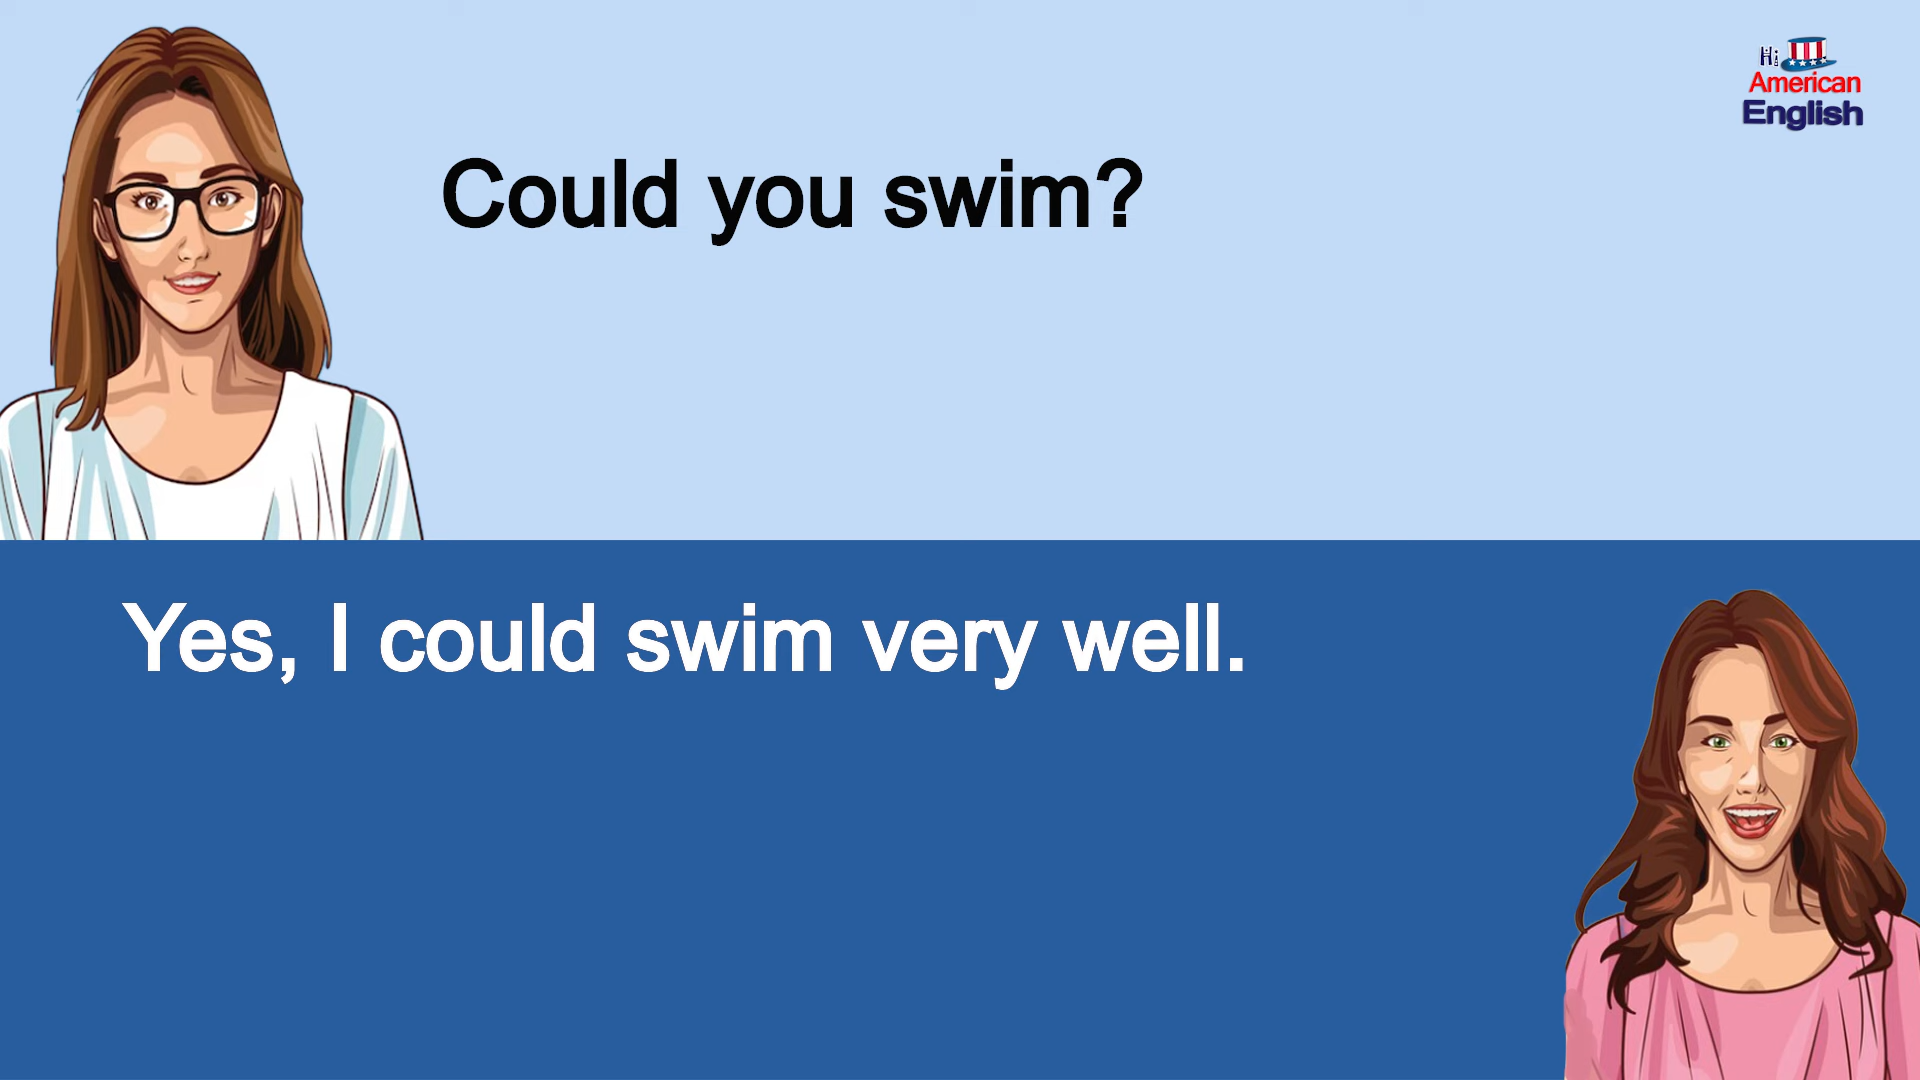 Hi
American
English
Could you swim?
Yes, I could swim very well.